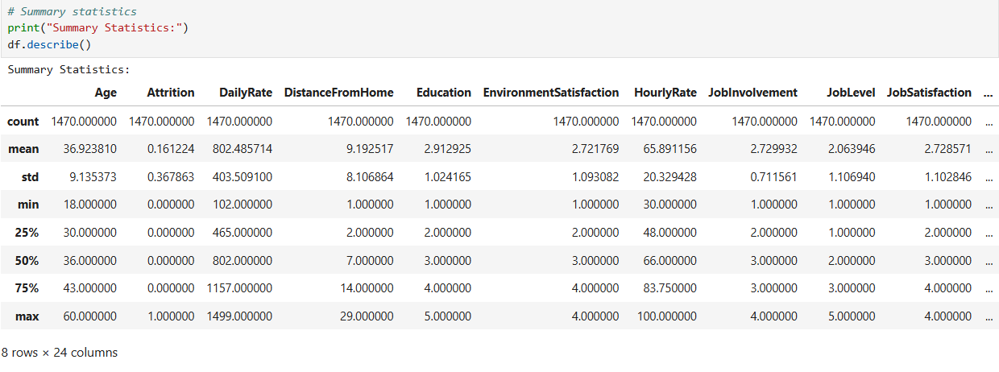 # Summary statistics
print("Summary Statistics:")
df.describe()
Summary Statistics:
Age Attrition DailyRate DistanceFromHome Education EnvironmentSatisfaction HourlyRate JobInvolvement JobLevel JobSatisfaction ...
count 1470.000000 1470.000000 1470.000000 1470.000000 1470.000000 1470.000000 1470.000000 1470.000000 1470.000000 1470.000000 ...
mean 36.923810 0.161224 802.485714 9.192517 2.912925 2.721769 65.891156 2.729932 2.063946 2.728571 ...
std 9.135373 0.367863 403.509100 8.106864 1.024165 1.093082 20.329428 0.711561 1.106940 1.102846 ...
min 18.000000 0.000000 102.000000 1.000000 1.000000 1.000000 30.000000 1.000000 1.000000 1.000000 ...
25% 30.000000 0.000000 465.000000 2.000000 2.000000 2.000000 48.000000 2.000000 1.000000 2.000000 ...
50% 36.000000 0.000000 802.000000 7.000000 3.000000 3.000000 66.000000 3.000000 2.000000 3.000000 ...
75% 43.000000 0.000000 1157.000000 14.000000 4.000000 4.000000 83.750000 3.000000 3.000000 4.000000 ...
max 60.000000 1.000000 1499.000000 29.000000 5.000000 4.000000 100.000000 4.000000 5.000000 4.000000 ...
8 rows × 24 columns